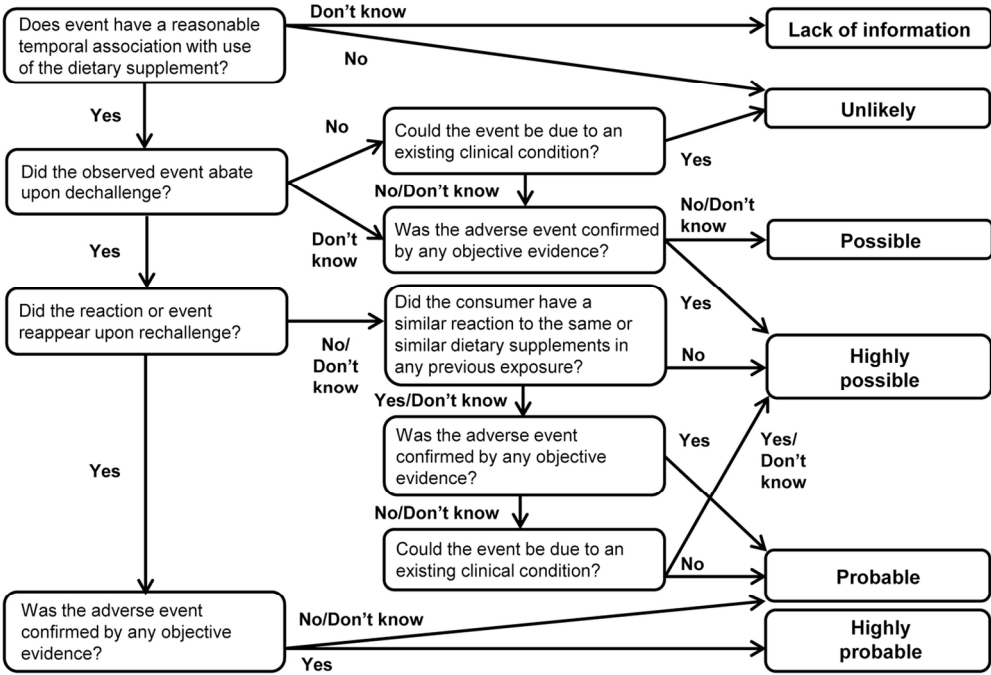 Does event have a reasonable
temporal association with use
of the dietary supplement?
Don't know
Lack of information
No
Unlikely
Yes
Did the observed event abate
upon dechallenge?
No
Could the event be due to an
existing clinical condition?
Yes
No/Don't know
Don't
know
Was the adverse event confirmed
by any objective evidence?
No/Don't
know
Possible
Yes
Yes
Did the reaction or event
reappear upon rechallenge?
No/
Don't
know
Did the consumer have a
similar reaction to the same or
similar dietary supplements in
any previous exposure?
No
Highly
possible
Yes/Don't know
Was the adverse event
confirmed by any objective
evidence?
Yes
Yes/
Don't
know
No/Don't know
Could the event be due to an
existing clinical condition?
No
Probable
Yes
Was the adverse event
confirmed by any objective
evidence?
No/Don't know
Yes
Highly
probable